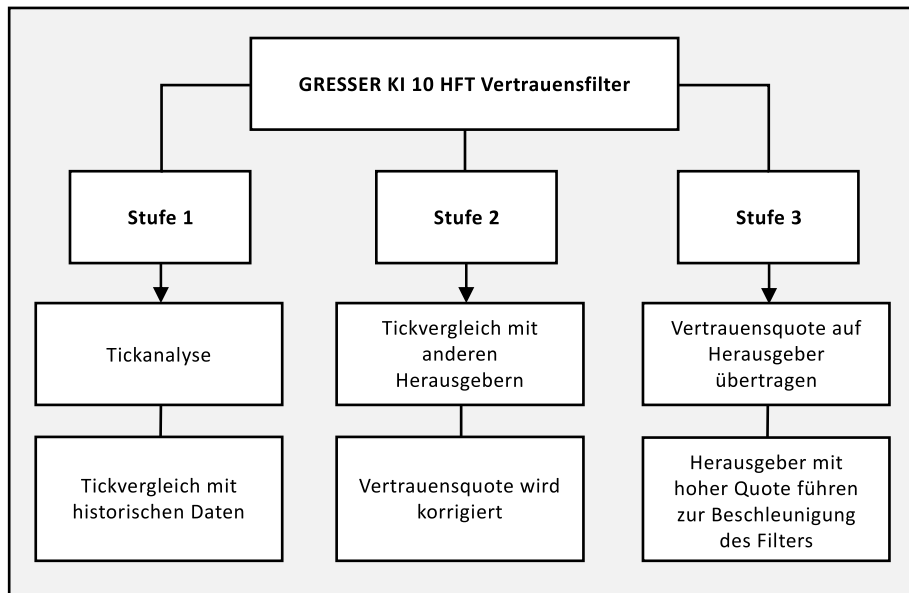 GRESSER KI 10 HFT Vertrauensfilter
Stufe 1
Stufe 2
Stufe 3
Tickanalyse
Tickvergleich mit
anderen
Herausgebern
Vertrauensquote auf
Herausgeber
übertragen
Tickvergleich mit
historischen Daten
Vertrauensquote wird
korrigiert
Herausgeber mit
hoher Quote führen
zur Beschleunigung
des Filters